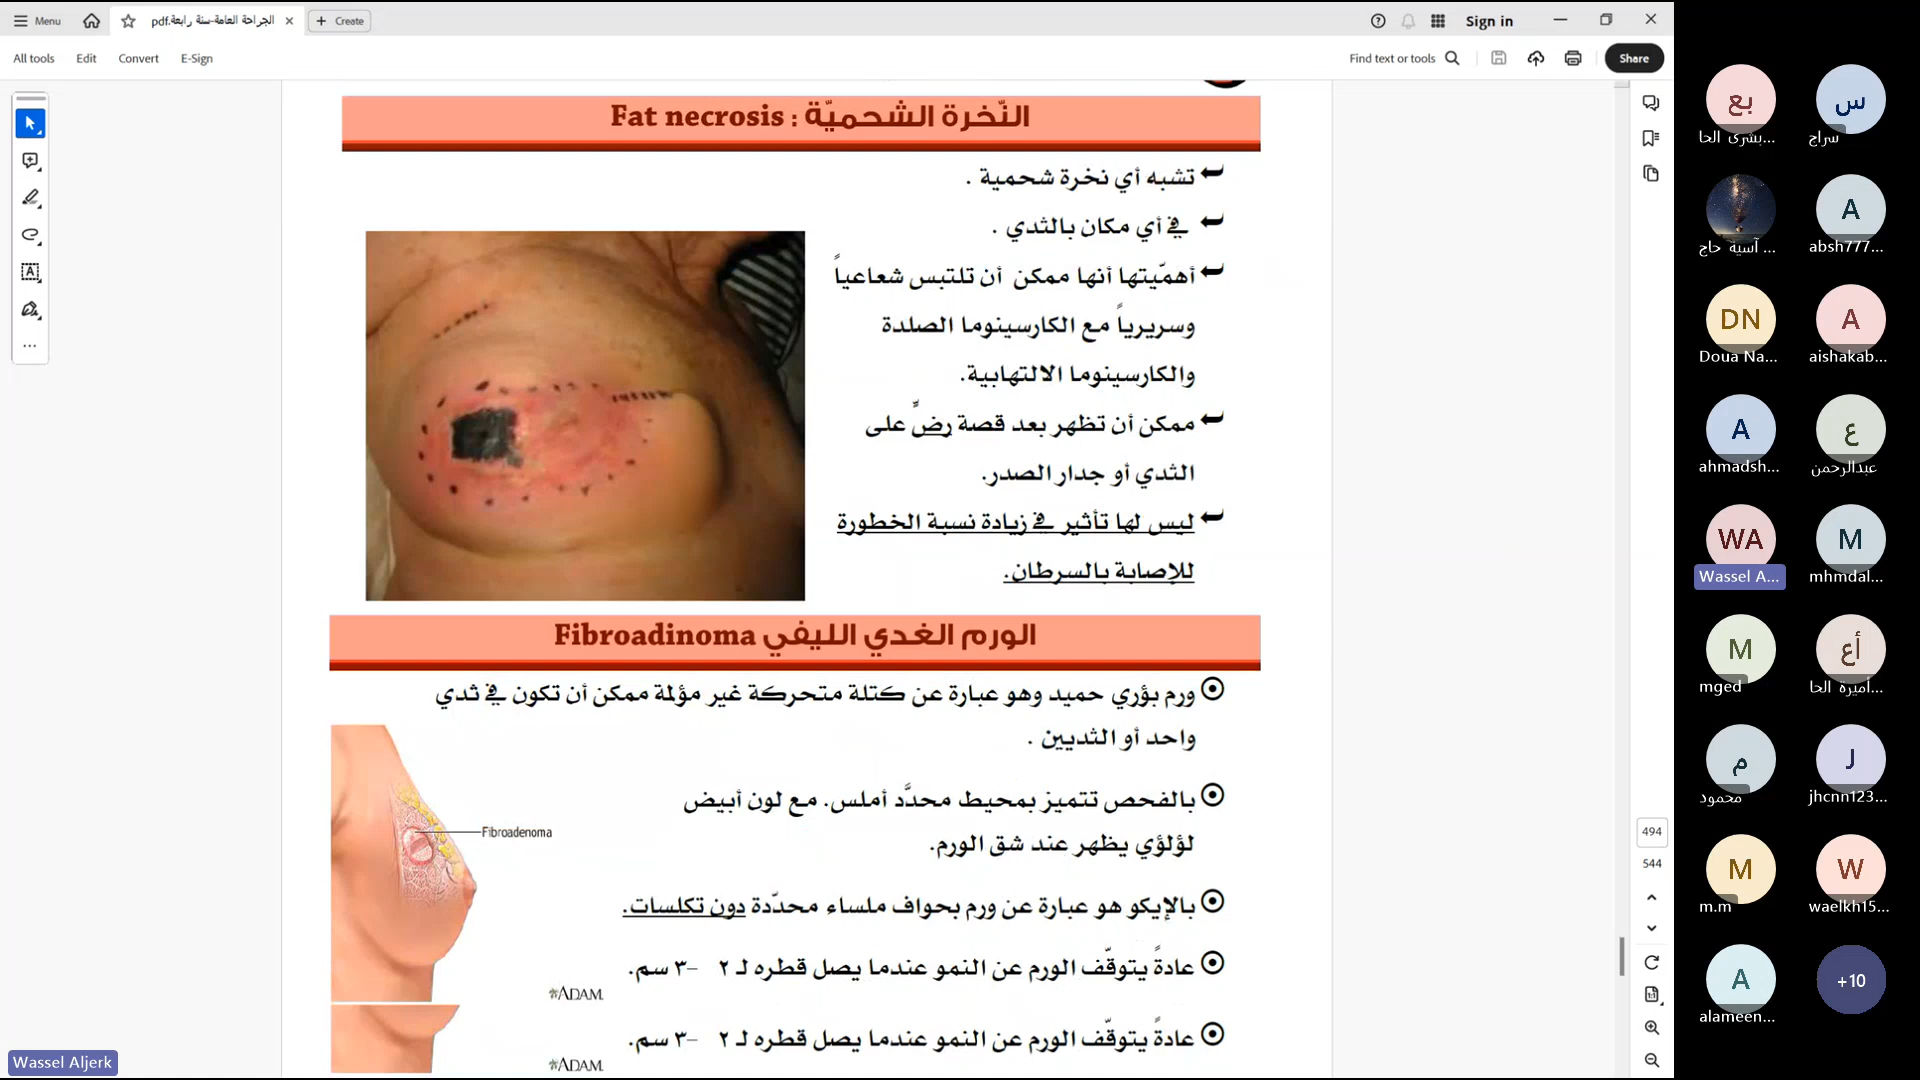 Menu
الجراحة العامة-سنة رابعة.pdf
Create
Sign in
All tools
Edit
Convert
E-Sign
Find text or tools
Share
النّخرة الشحميّة : Fat necrosis
تشبه أي نخرة شحمية .
في أي مكان بالثدي .
أهمّيتها أنها ممكن أن تلتبس شعاعياً
وسريرياً مع الكارسينوما الصلدة
والكارسينوما الالتهابية.
ممكن أن تظهر بعد قصة رضٍّ على
الثدي أو جدار الصدر.
ليس لها تأثير في زيادة نسبة الخطورة
للإصابة بالسرطان.
الورم الغدي الليفي Fibroadinoma
ورم بؤري حميد وهو عبارة عن كتلة متحركة غير مؤلمة ممكن أن تكون في ثدي
واحد أو الثديين .
بالفحص تتميز بمحيط محدَّد أملس. مع لون أبيض
لؤلؤي يظهر عند شق الورم.
Fibroadenoma
بالإيكو هو عبارة عن ورم بحواف ملساء محدّدة دون تكلسات.
عادةً يتوقّف الورم عن النمو عندما يصل قطره لـ ٢ –٣ سم.
ADAM.
عادةً يتوقّف الورم عن النمو عندما يصل قطره لـ ٢ –٣ سم.
ADAM.
494
544
Wassel Aljerk
بع
بشرى الحا...
س
سراج
آسية حاج ...
A
absh777...
DN
Doua Na...
A
aishakab...
A
ahmadsh...
ع
عبدالرحمن
WA
Wassel A...
M
mhmdal...
M
mged
أع
أميرة الحا...
م
محمود
J
jhcnn123...
M
m.m
W
waelkh15...
A
alameen...
+10